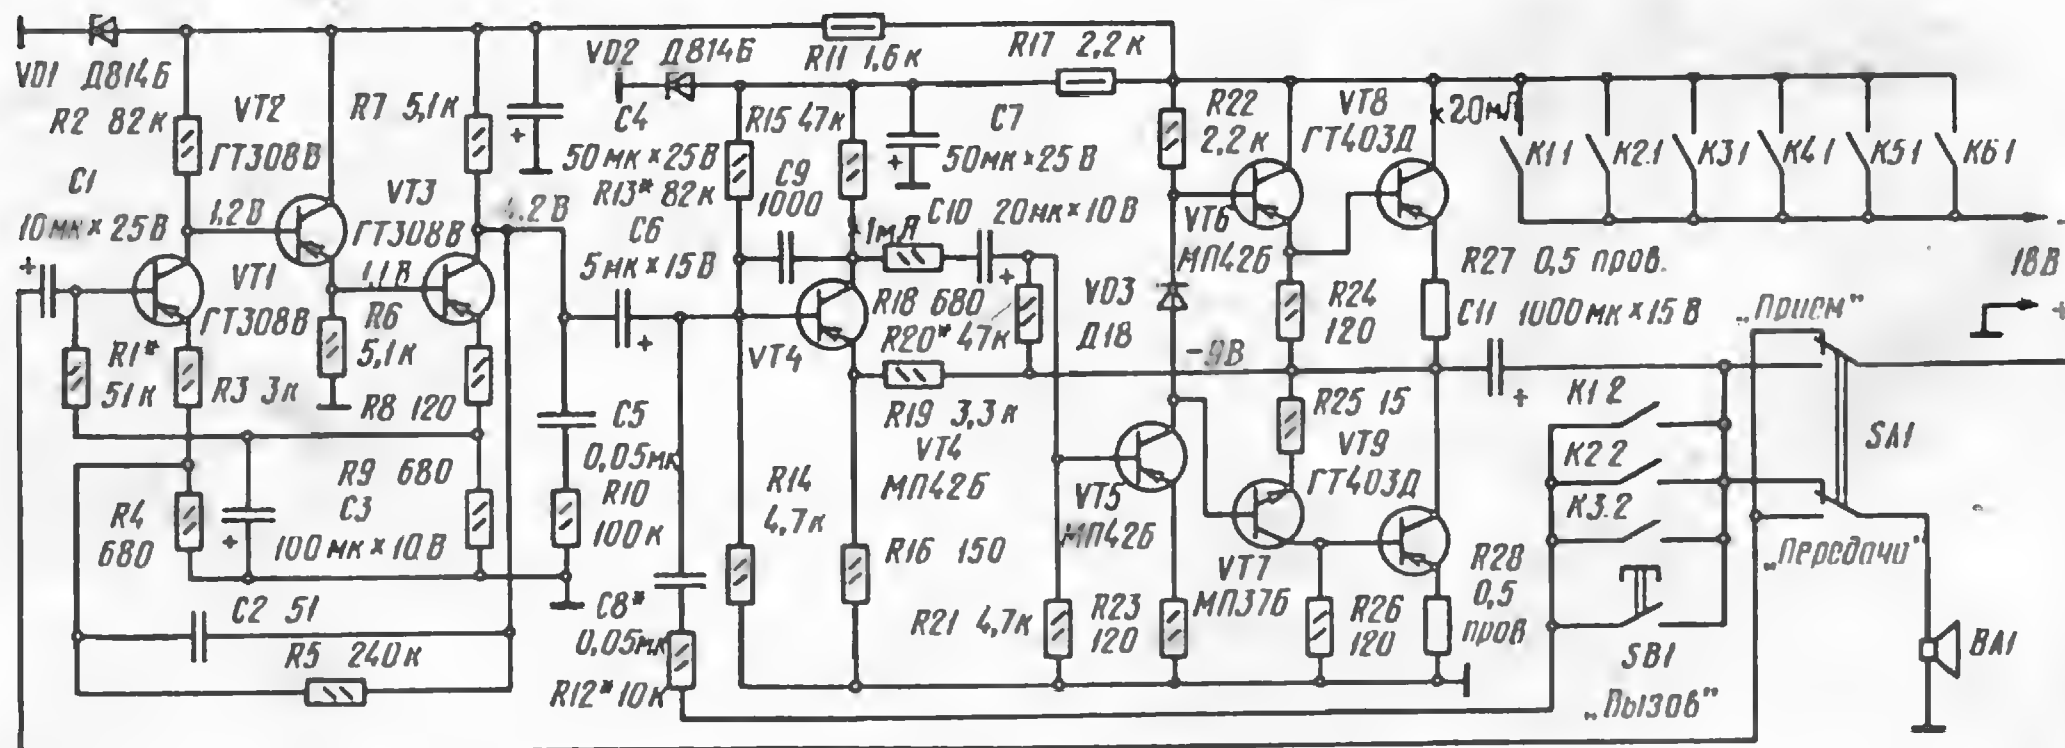 VD1 Д814Б
R2 82к
C1
10мк×25В
VT2
ГТ308В
1,2В
VT1
ГТ308В
R1*
51к
R3 3к
R4
680
C2 51
R5 240к
R7 5,1к
VT3
ГТ308В
1,1В
R6
5,1к
R8 120
R9 680
C3
100мк×10В
VD2 Д814Б
C4
50мк×25В
R13* 82к
C6
5мк×15В
C5
0,05мк
R10
100к
C8*
0,05мк
R12* 10к
R11 1,6к
R15 47к
C9
1000
1мА
VT4
R14
4,7к
R16 150
R17 2,2к
C7
50мк×25В
C10 20мк×10В
R18 680
R20* 47к
R19 3,3к
VT4
МП42Б
R21 4,7к
VD3
Д18
VT5
МП42Б
R23
120
R22
2,2к
VT6
МП42Б
-9В
R24
120
R25 15
VT7
МП37Б
R26
120
VT8
ГТ403Д
×20мА
VT9
ГТ403Д
R27 0,5 пров.
C11 1000мк×15В
R28
0,5
пров
K1.1
K2.1
K3.1
K4.1
K5.1
K6.1
-
18В
+
K1.2
K2.2
K3.2
SB1
„Вызов"
„Прием"
„Передача"
SA1
BA1